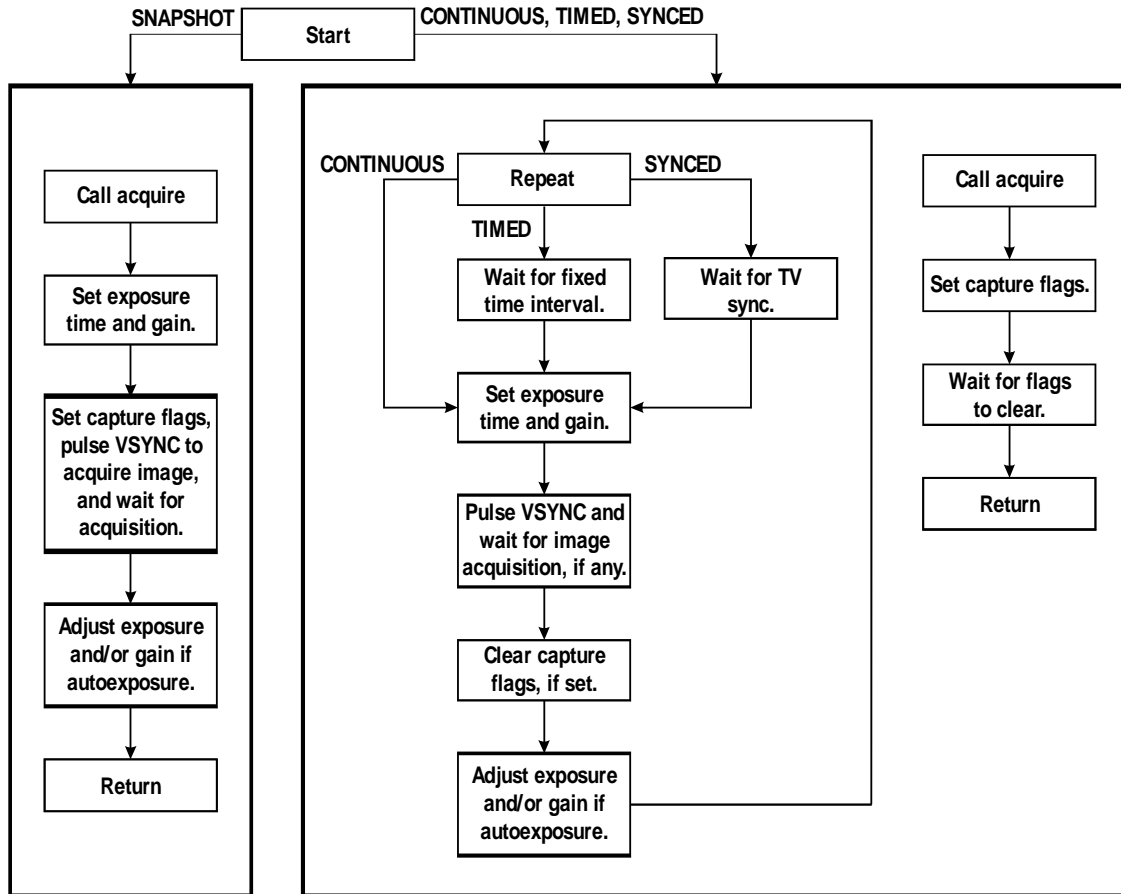 SNAPSHOT
Start
CONTINUOUS, TIMED, SYNCED
Call acquire
Set exposure
time and gain.
Set capture flags,
pulse VSYNC to
acquire image,
and wait for
acquisition.
Adjust exposure
and/or gain if
autoexposure.
Return
CONTINUOUS
Repeat
SYNCED
TIMED
Wait for fixed
time interval.
Wait for TV
sync.
Set exposure
time and gain.
Pulse VSYNC and
wait for image
acquisition, if any.
Clear capture
flags, if set.
Adjust exposure
and/or gain if
autoexposure.
Call acquire
Set capture flags.
Wait for flags
to clear.
Return